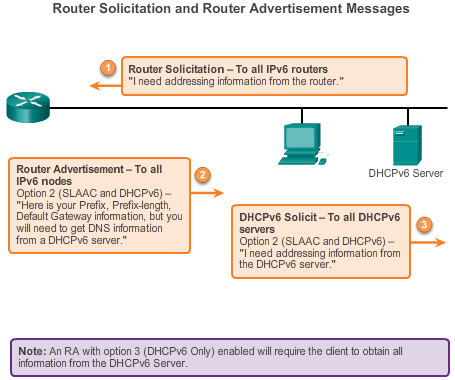 Router Solicitation and Router Advertisement Messages
1
Router Solicitation – To all IPv6 routers
"I need addressing information from the router."
DHCPv6 Server
Router Advertisement – To all
IPv6 nodes
Option 2 (SLAAC and DHCPv6) –
"Here is your Prefix, Prefix-length,
Default Gateway information, but you
will need to get DNS information
from a DHCPv6 server."
2
DHCPv6 Solicit – To all DHCPv6
servers
Option 2 (SLAAC and DHCPv6) –
"I need addressing information from
the DHCPv6 server."
3
Note: An RA with option 3 (DHCPv6 Only) enabled will require the client to obtain all
information from the DHCPv6 Server.